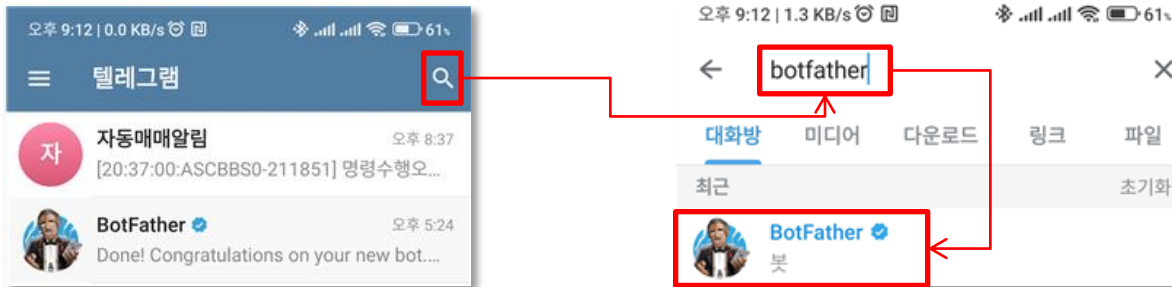 오후 9:12 | 0.0 KB/s
61%
텔레그램
자
자동매매알림
오후 8:37
[20:37:00:ASCBBS0-211851] 명령수행오...
BotFather
오후 5:24
Done! Congratulations on your new bot....
오후 9:12 | 1.3 KB/s
61%
botfather
대화방 미디어 다운로드 링크 파일
최근
초기화
BotFather
봇